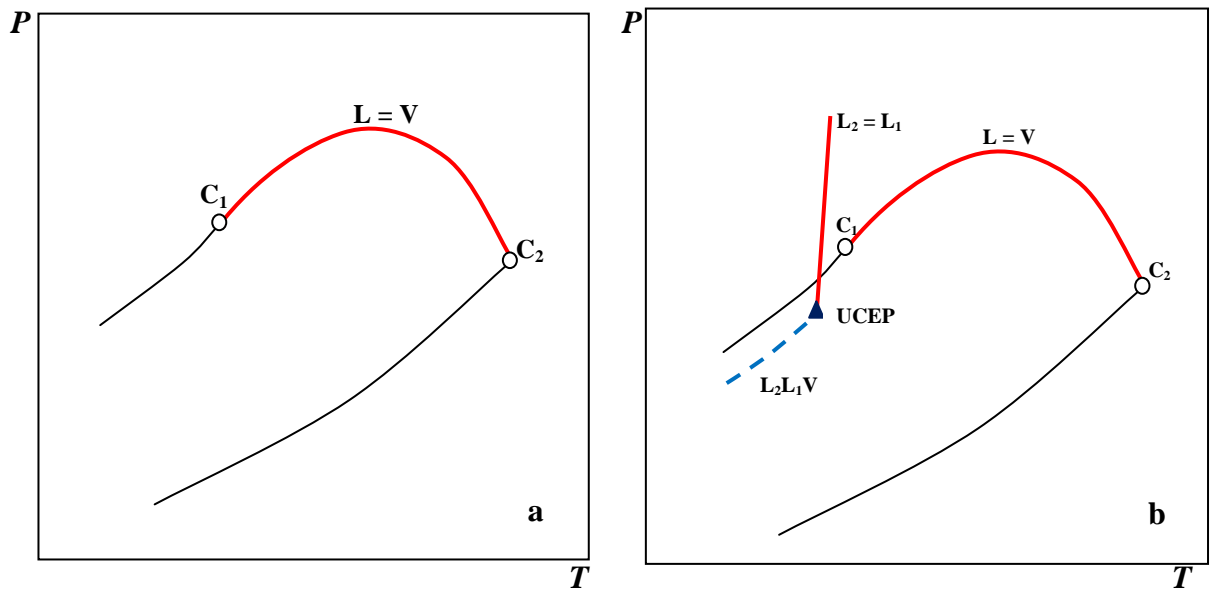 P
L = V
C₁
C₂
a
T
P
L₂ = L₁
L = V
C₁
C₂
UCEP
L₂L₁V
b
T